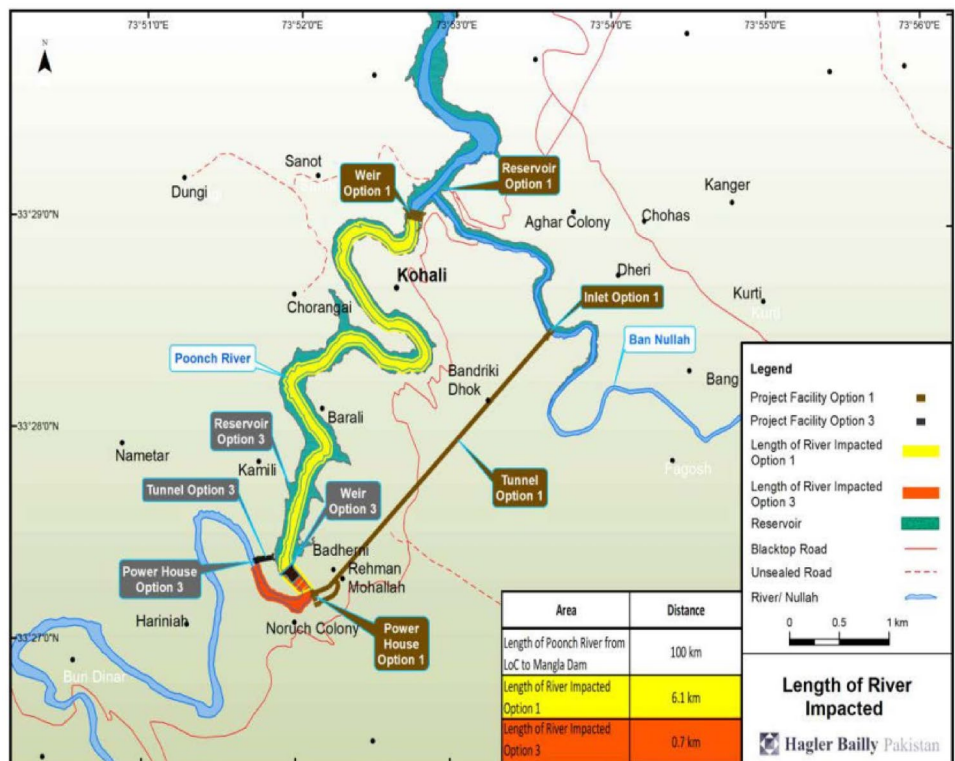 73°51'0"E
73°52'0"E
73°53'0"E
73°54'0"E
73°55'0"E
73°56'0"E
N
Sanot
Dungi
Weir
Option 1
Reservoir
Option 1
Kanger
33°29'0"N
Aghar Colony
Chohas
Kohali
Dheri
Chorangai
Inlet Option 1
Kurti
Kurti
Poonch River
Ban Nullah
Bandriki
Dhok
Bang
Barali
Reservoir
Option 3
33°28'0"N
Nametar
Kamili
Pagosh
Tunnel Option 3
Weir
Option 3
Tunnel
Option 1
Badherni
Rehman
Mohallah
Power House
Option 3
Hariniah
Noruch Colony
Power
House
Option 1
33°27'0"N
Buri Dinar
Legend
Project Facility Option 1
Project Facility Option 3
Length of River Impacted
Option 1
Length of River Impacted
Option 3
Reservoir
Blacktop Road
Unsealed Road
River/ Nullah
0 0.5 1 km
Area Distance
Length of Poonch River from
LoC to Mangla Dam
100 km
Length of River Impacted
Option 1
6.1 km
Length of River Impacted
Option 3
0.7 km
Length of River
Impacted
Hagler Bailly Pakistan